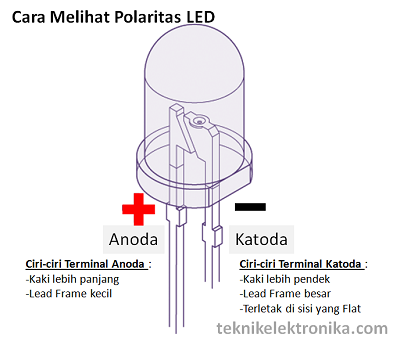 Cara Melihat Polaritas LED
Anoda
Katoda
Ciri-ciri Terminal Anoda :
-Kaki lebih panjang
-Lead Frame kecil
Ciri-ciri Terminal Katoda :
-Kaki lebih pendek
-Lead Frame besar
-Terletak di sisi yang Flat
teknikelektronika.com